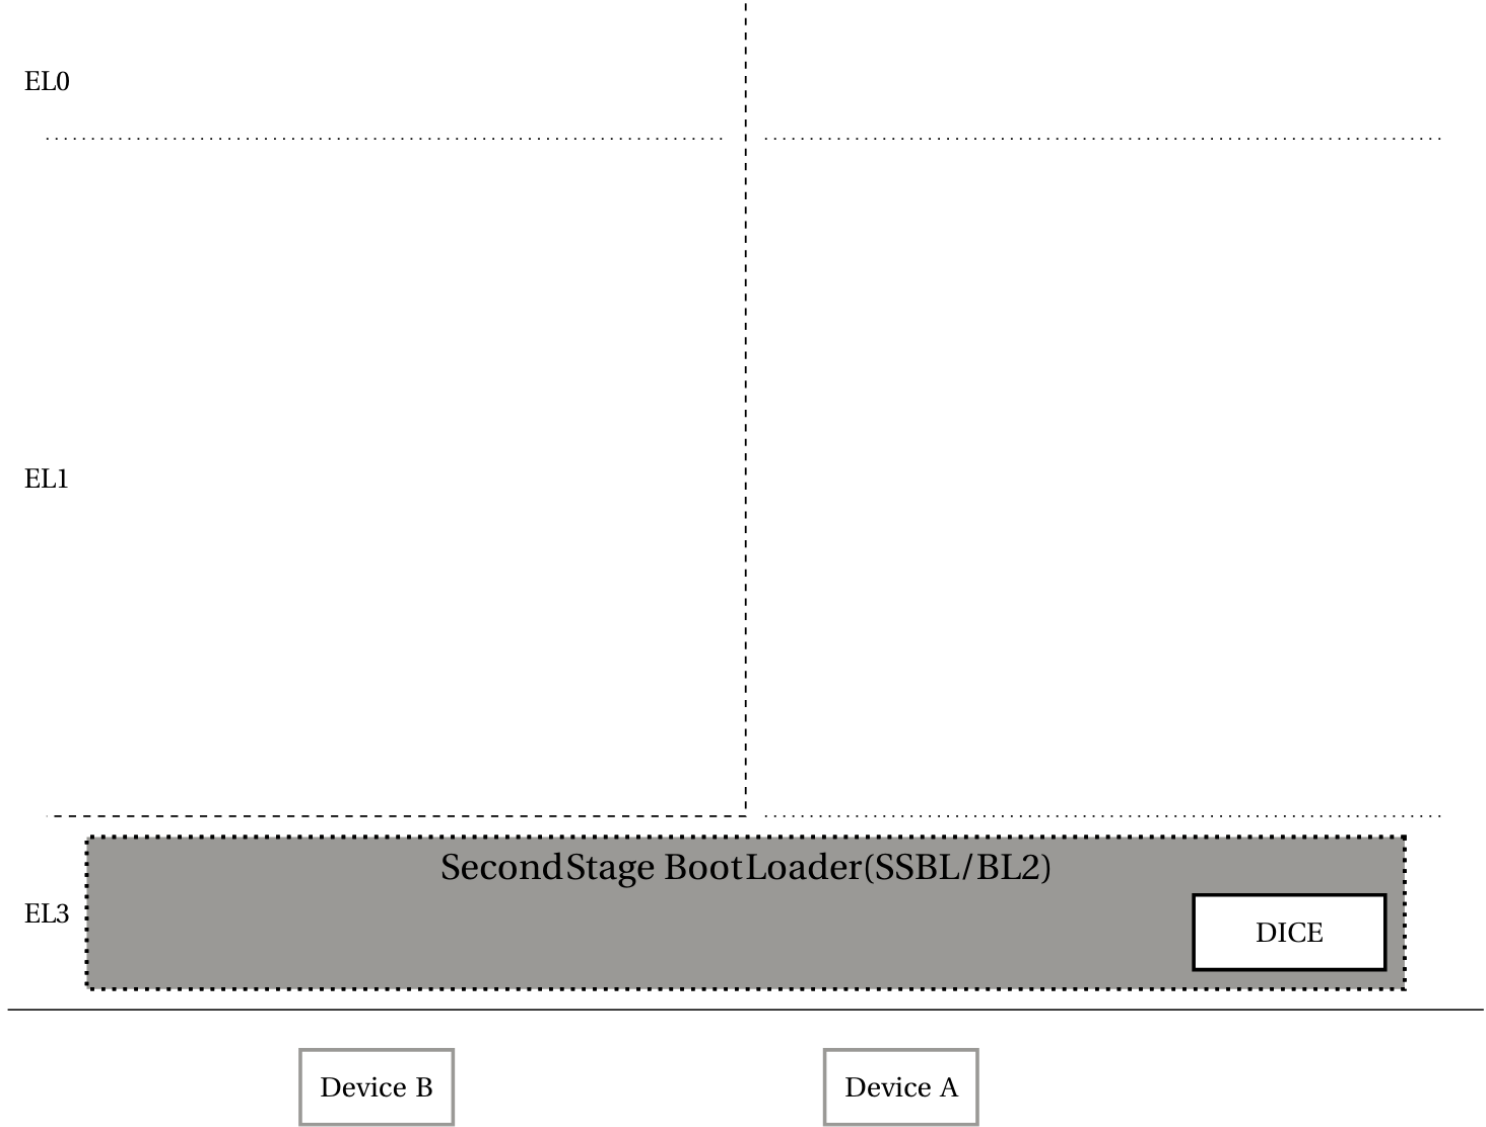 EL0
EL1
SecondStage BootLoader(SSBL/BL2)
EL3
DICE
Device B
Device A